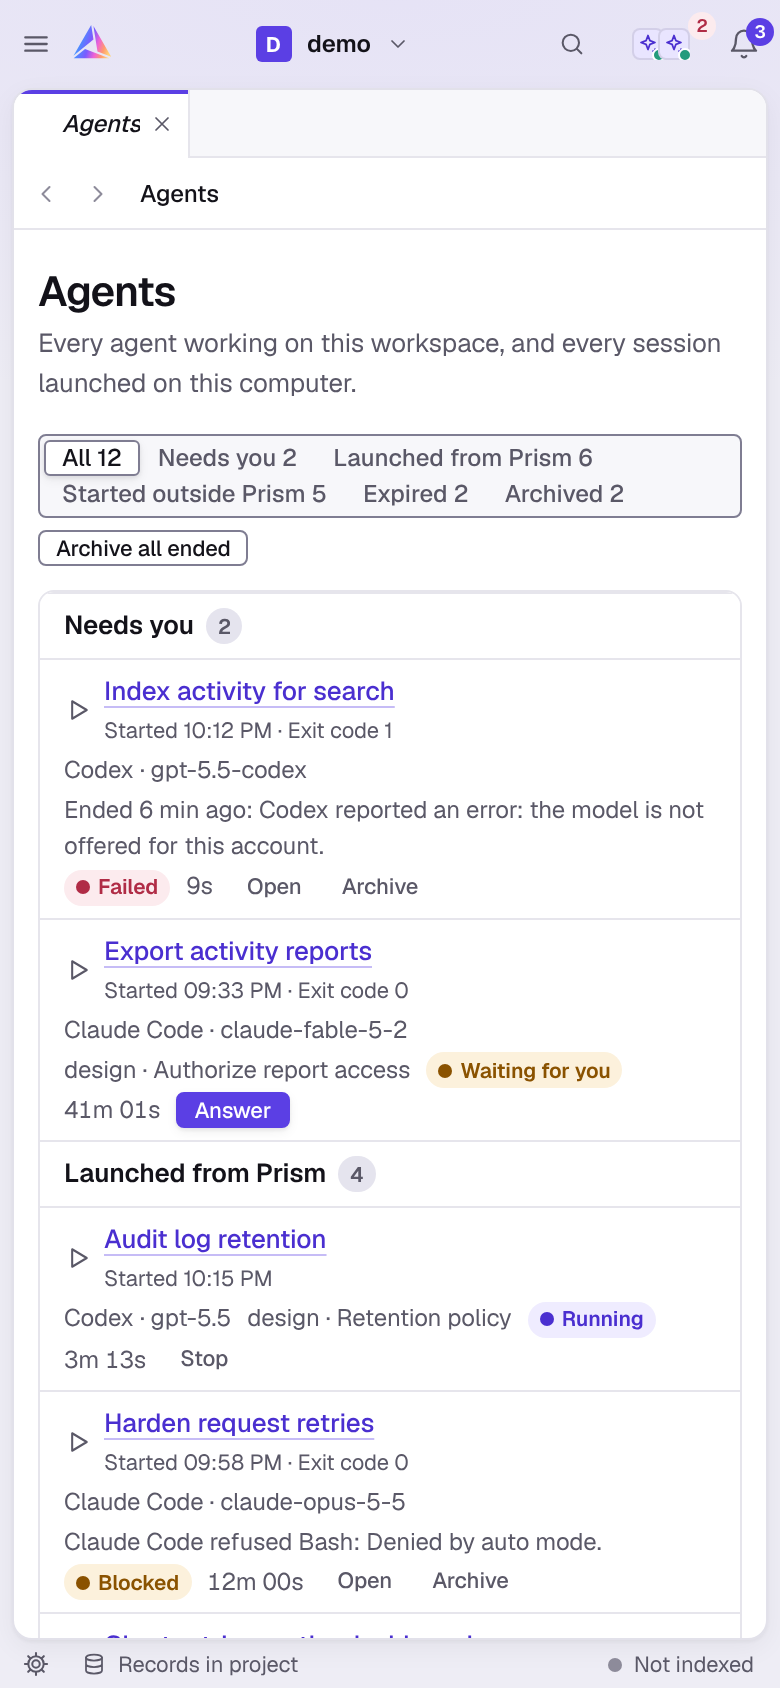 D demo
2
3
Agents
Agents
Agents
Every agent working on this workspace, and every session
launched on this computer.
All 12 Needs you 2 Launched from Prism 6
Started outside Prism 5 Expired 2 Archived 2
Archive all ended
Needs you 2
Index activity for search
Started 10:12 PM · Exit code 1
Codex · gpt-5.5-codex
Ended 6 min ago: Codex reported an error: the model is not
offered for this account.
Failed 9s Open Archive
Export activity reports
Started 09:33 PM · Exit code 0
Claude Code · claude-fable-5-2
design · Authorize report access Waiting for you
41m 01s Answer
Launched from Prism 4
Audit log retention
Started 10:15 PM
Codex · gpt-5.5 design · Retention policy Running
3m 13s Stop
Harden request retries
Started 09:58 PM · Exit code 0
Claude Code · claude-opus-5-5
Claude Code refused Bash: Denied by auto mode.
Blocked 12m 00s Open Archive
Records in project Not indexed